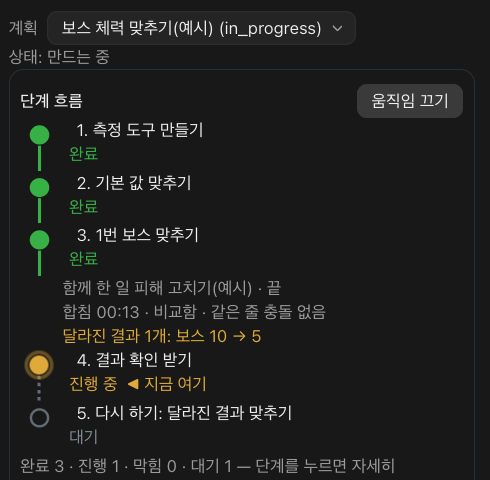 계획 보스 체력 맞추기(예시) (in_progress)
상태: 만드는 중
단계 흐름 움직임 끄기
1. 측정 도구 만들기
완료
2. 기본 값 맞추기
완료
3. 1번 보스 맞추기
완료
함께 한 일 피해 고치기(예시) · 끝
합침 00:13 · 비교함 · 같은 줄 충돌 없음
달라진 결과 1개: 보스 10 → 5
4. 결과 확인 받기
진행 중 ◀ 지금 여기
5. 다시 하기: 달라진 결과 맞추기
대기
완료 3 · 진행 1 · 막힘 0 · 대기 1 — 단계를 누르면 자세히